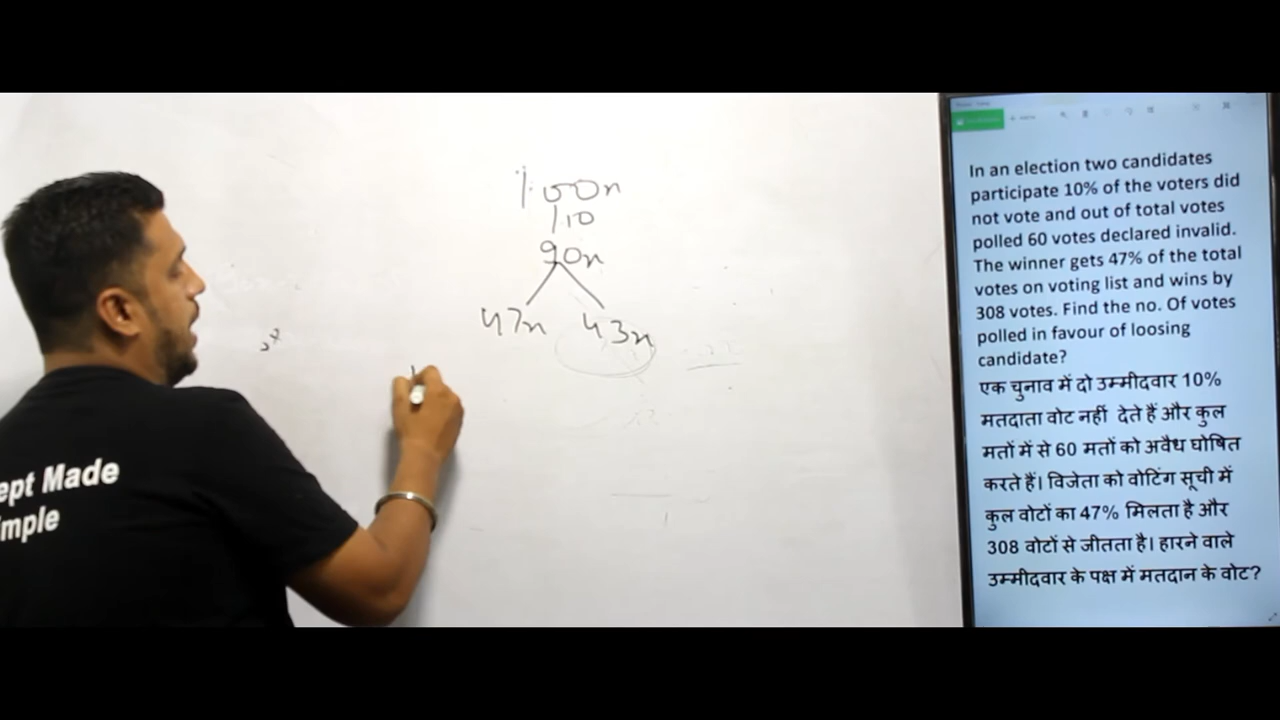 100n
10
90n
47n 43n
ept Made
imple
In an election two candidates
participate 10% of the voters did
not vote and out of total votes
polled 60 votes declared invalid.
The winner gets 47% of the total
votes on voting list and wins by
308 votes. Find the no. Of votes
polled in favour of loosing
candidate?
एक चुनाव में दो उम्मीदवार 10%
मतदाता वोट नहीं देते हैं और कुल
मतों में से 60 मतों को अवैध घोषित
करते हैं। विजेता को वोटिंग सूची में
कुल वोटों का 47% मिलता है और
308 वोटों से जीतता है। हारने वाले
उम्मीदवार के पक्ष में मतदान के वोट?